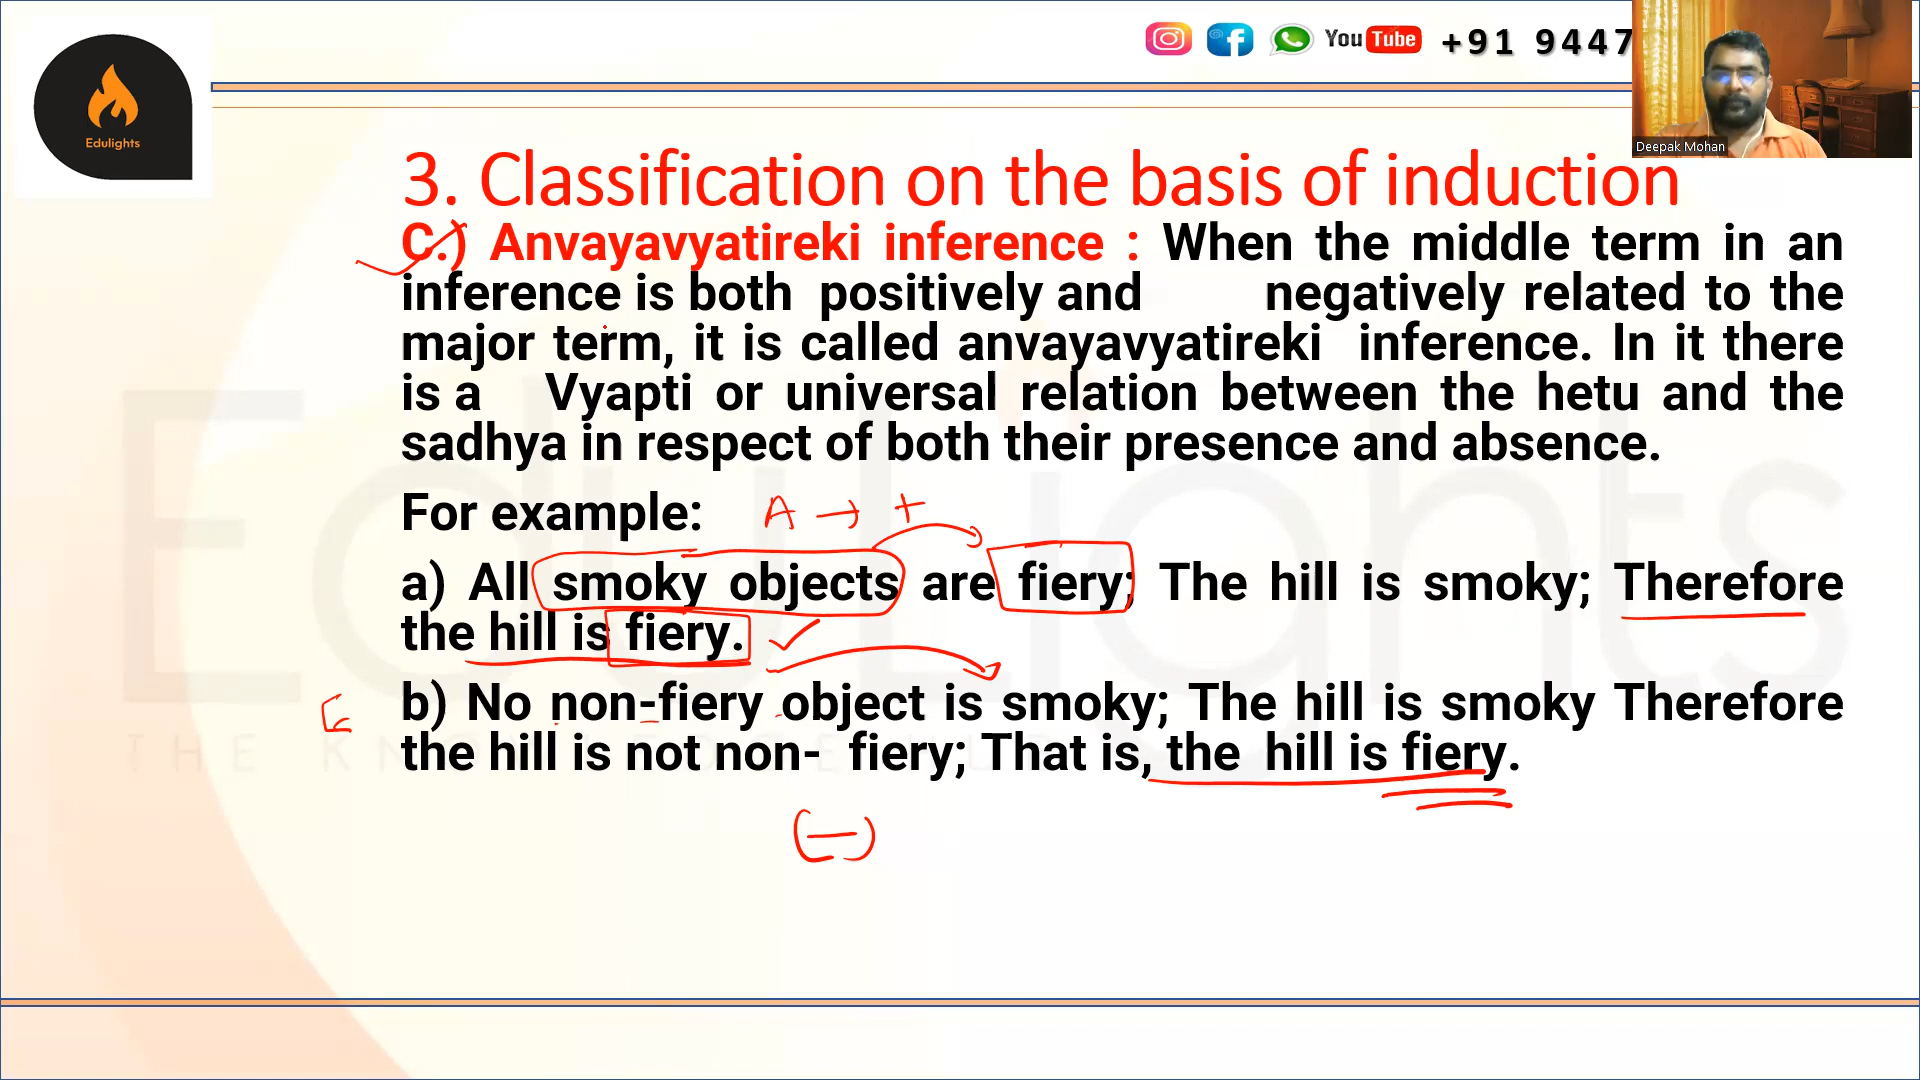 You Tube +91 9447
Edulights
Deepak Mohan
3. Classification on the basis of induction
C.) Anvayavyatireki inference : When the middle term in an
inference is both positively and negatively related to the
major term, it is called anvayavyatireki inference. In it there
is a Vyapti or universal relation between the hetu and the
sadhya in respect of both their presence and absence.
For example: A → +
a) All smoky objects are fiery; The hill is smoky; Therefore
the hill is fiery.
E b) No non-fiery object is smoky; The hill is smoky Therefore
the hill is not non- fiery; That is, the hill is fiery.
(−)
EduLights